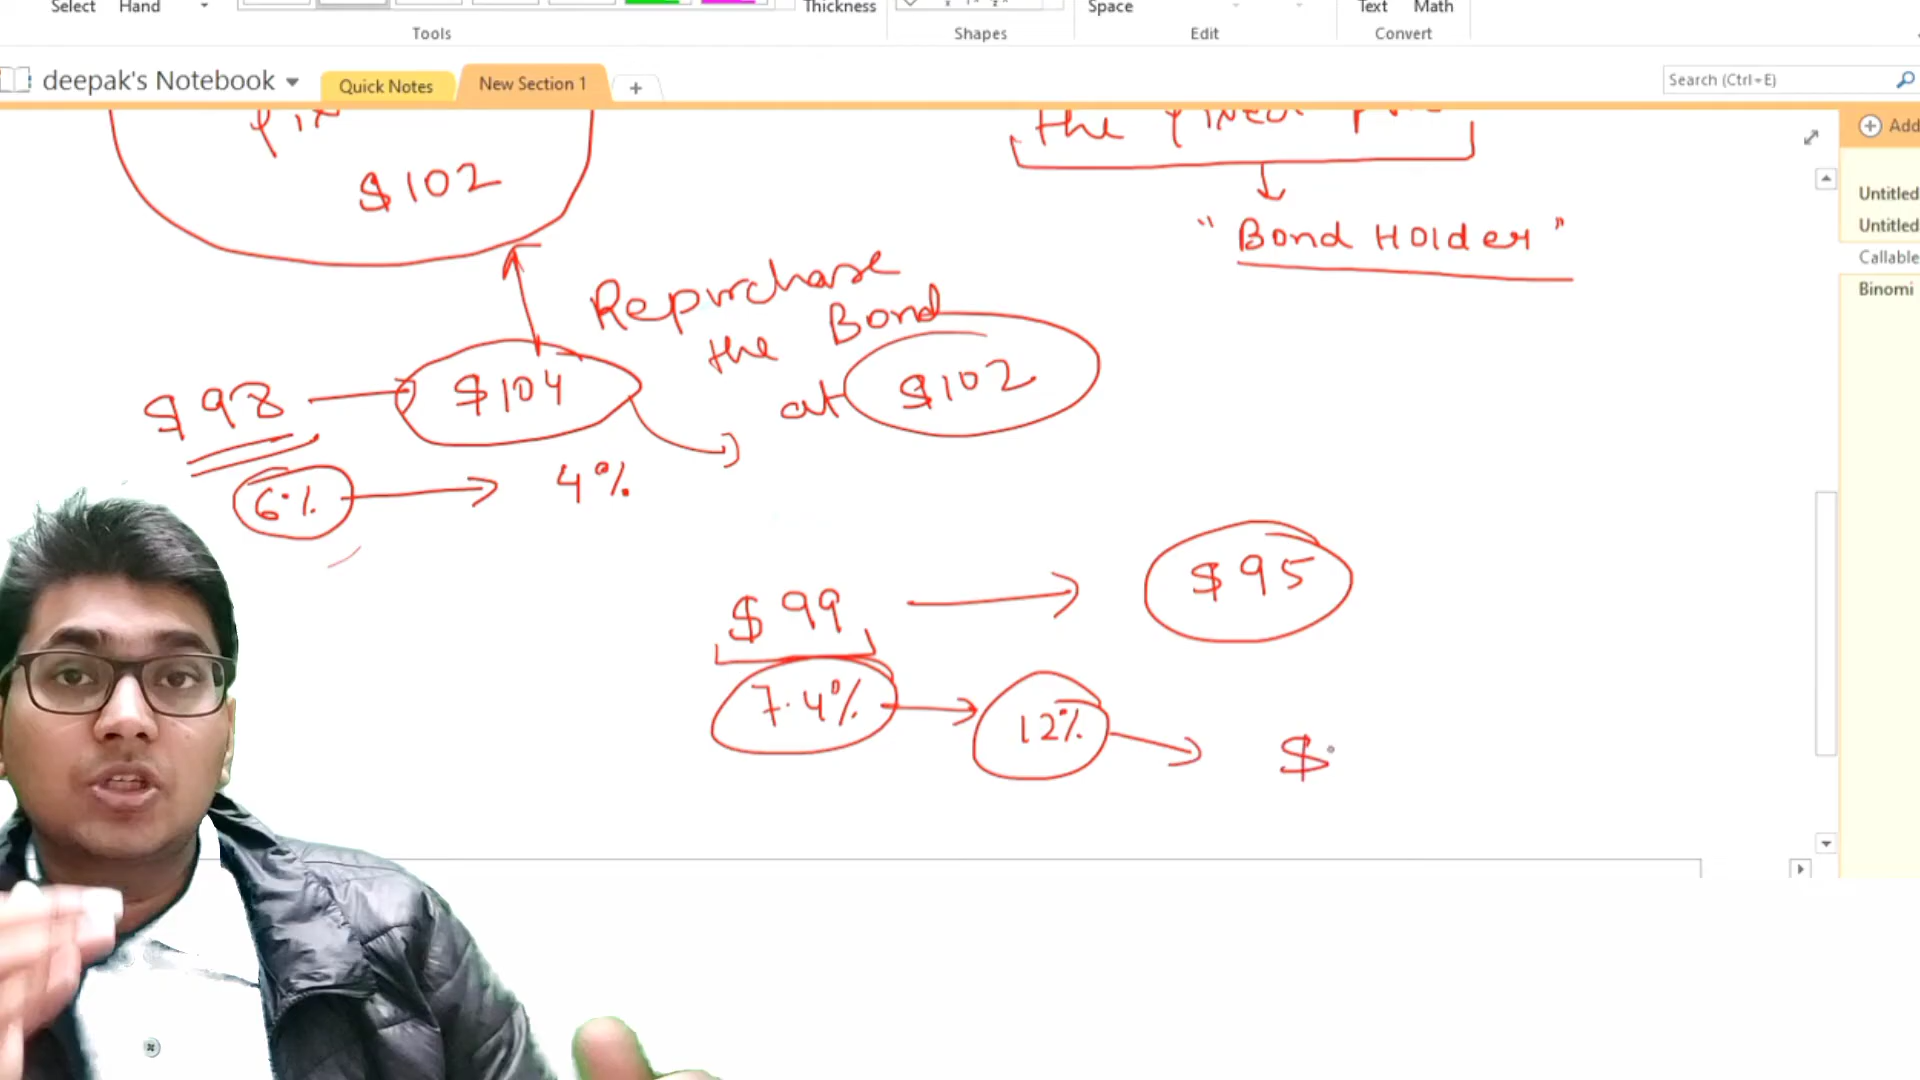 Select Hand
Thickness
Space
Text Math
Tools
Shapes
Edit
Convert
deepak's Notebook
Quick Notes
New Section 1
Search (Ctrl+E)
Add
the
$102
Untitled
Untitled
"Bond Holder"
Callable
Binomi
Repurchase
the Bond
at $102
$98
$104
6%
4%
$99
$95
7.4%
12%
$